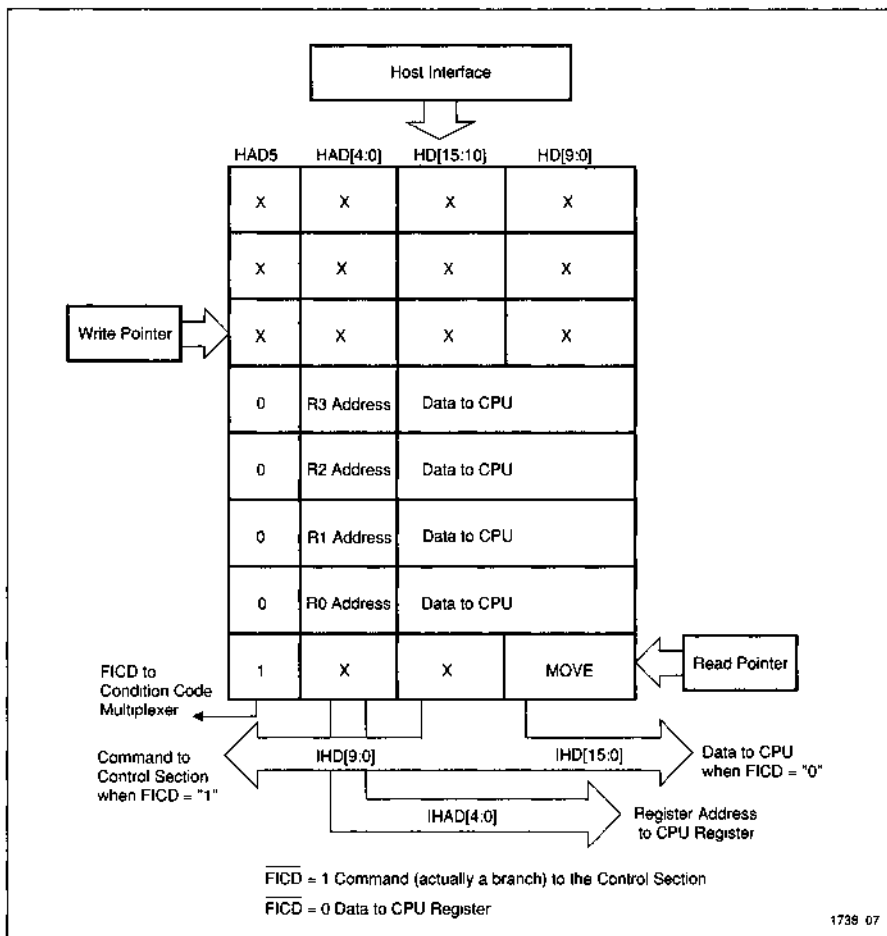 Host Interface
HAD5 HAD[4:0] HD[15:10] HD[9:0]
X X X X
X X X X
Write Pointer X X X X
0 R3 Address Data to CPU
0 R2 Address Data to CPU
0 R1 Address Data to CPU
0 R0 Address Data to CPU
1 X X MOVE Read Pointer
FICD to
Condition Code
Multiplexer
Command to
Control Section
when FICD = "1"
IHD[9:0] IHD[15:0]
Data to CPU
when FICD = "0"
IHAD[4:0]
Register Address
to CPU Register
FICD = 1 Command (actually a branch) to the Control Section
FICD = 0 Data to CPU Register
1739 07